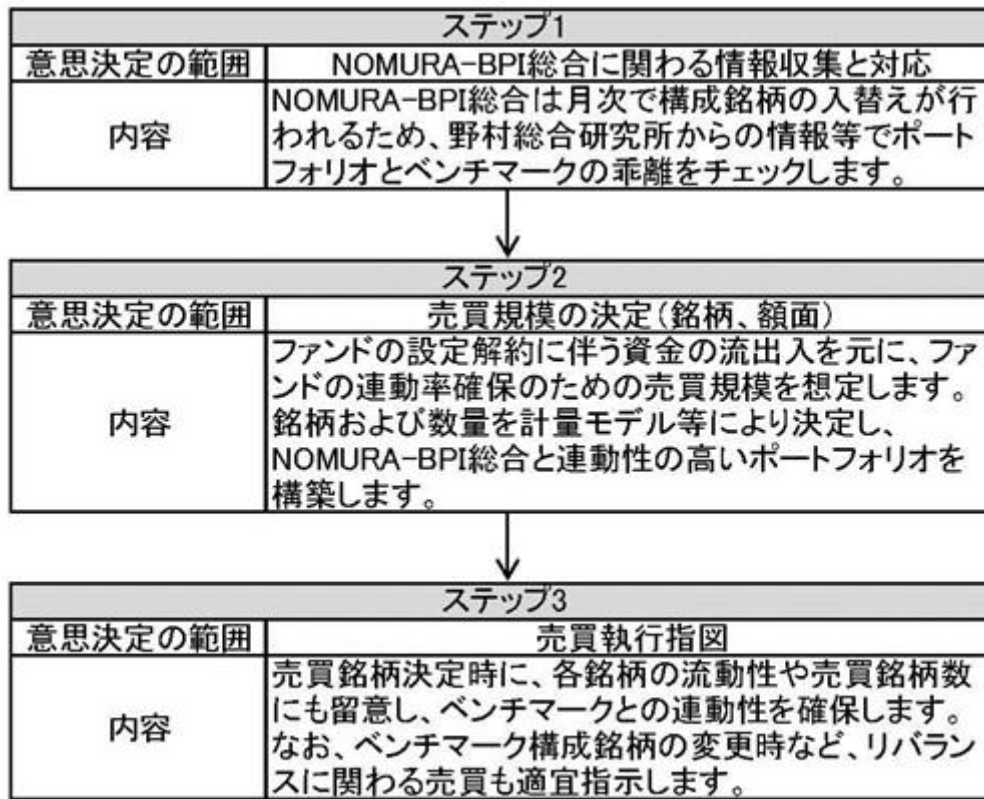 ステップ1
意思決定の範囲 NOMURA-BPI総合に関わる情報収集と対応
内容
NOMURA-BPI総合は月次で構成銘柄の入替えが行
われるため、野村総合研究所からの情報等でポート
フォリオとベンチマークの乖離をチェックします。
ステップ2
意思決定の範囲 売買規模の決定(銘柄、額面)
内容
ファンドの設定解約に伴う資金の流出入を元に、ファ
ンドの連動率確保のための売買規模を想定します。
銘柄および数量を計量モデル等により決定し、
NOMURA-BPI総合と連動性の高いポートフォリオを
構築します。
ステップ3
意思決定の範囲 売買執行指図
内容
売買銘柄決定時に、各銘柄の流動性や売買銘柄数
にも留意し、ベンチマークとの連動性を確保します。
なお、ベンチマーク構成銘柄の変更時など、リバラン
スに関わる売買も適宜指示します。